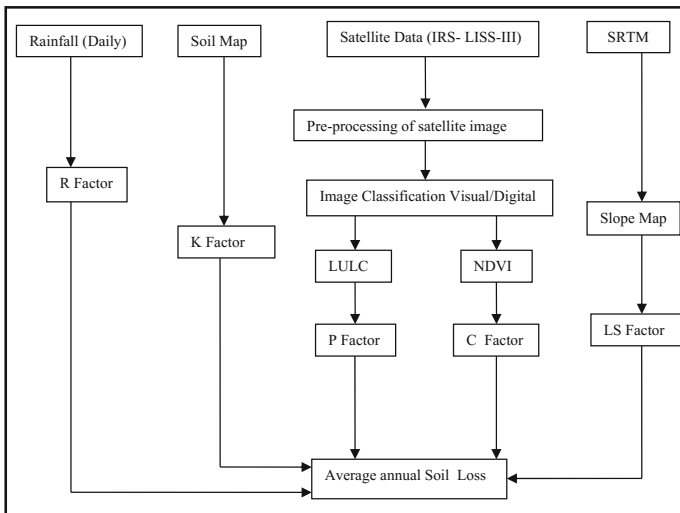 Rainfall (Daily)
Soil Map
Satellite Data (IRS- LISS-III)
SRTM
Pre-processing of satellite image
R Factor
Image Classification Visual/Digital
K Factor
Slope Map
LULC
NDVI
P Factor
C Factor
LS Factor
Average annual Soil Loss